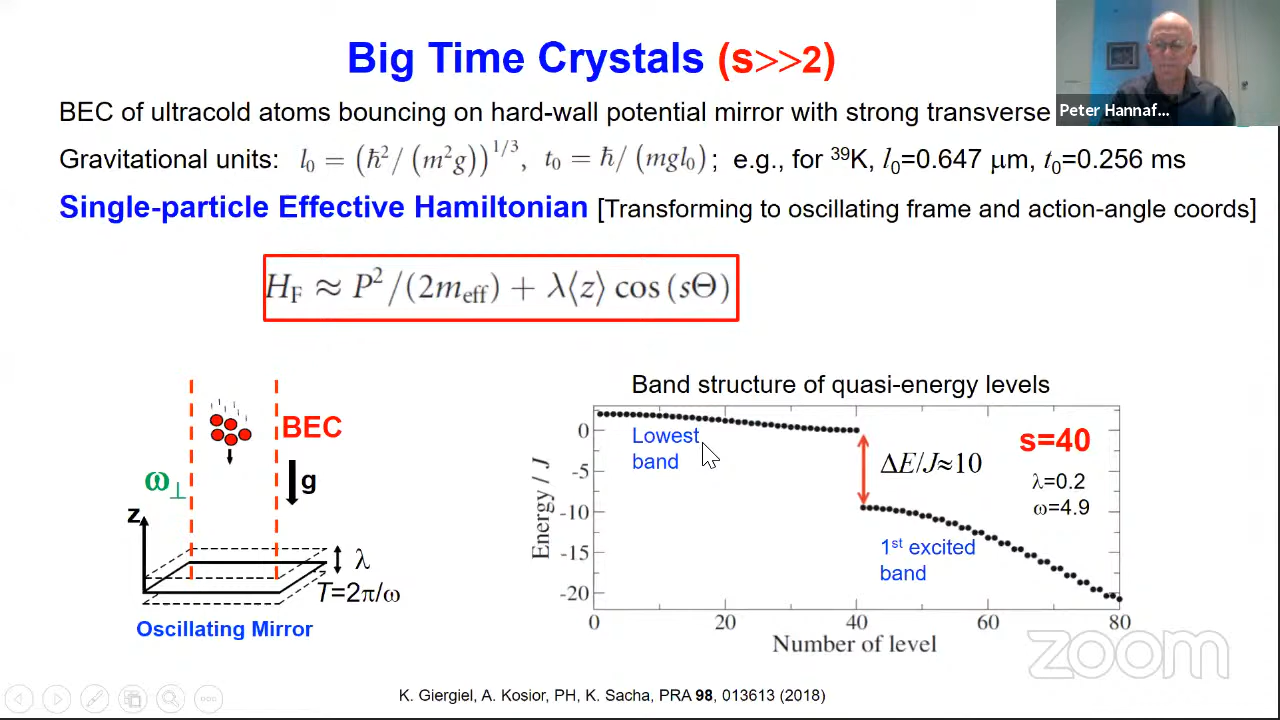 Big Time Crystals (s>>2)
BEC of ultracold atoms bouncing on hard-wall potential mirror with strong transverse
Peter Hannaf...
Gravitational units: l₀ = (ħ²/ (m²g))^1/3, t₀ = ħ/ (mgl₀); e.g., for ³⁹K, l₀=0.647 μm, t₀=0.256 ms
Single-particle Effective Hamiltonian [Transforming to oscillating frame and action-angle coords]
H_F ≈ P²/(2m_eff) + λ⟨z⟩ cos (sΘ)
BEC
ω⊥
g
z
λ
T=2π/ω
Oscillating Mirror
Band structure of quasi-energy levels
Energy / J
0
-5
-10
-15
-20
Lowest
band
ΔE/J≈10
s=40
λ=0.2
ω=4.9
1st excited
band
0 20 40 60 80
Number of level
zoom
K. Giergiel, A. Kosior, PH, K. Sacha, PRA 98, 013613 (2018)